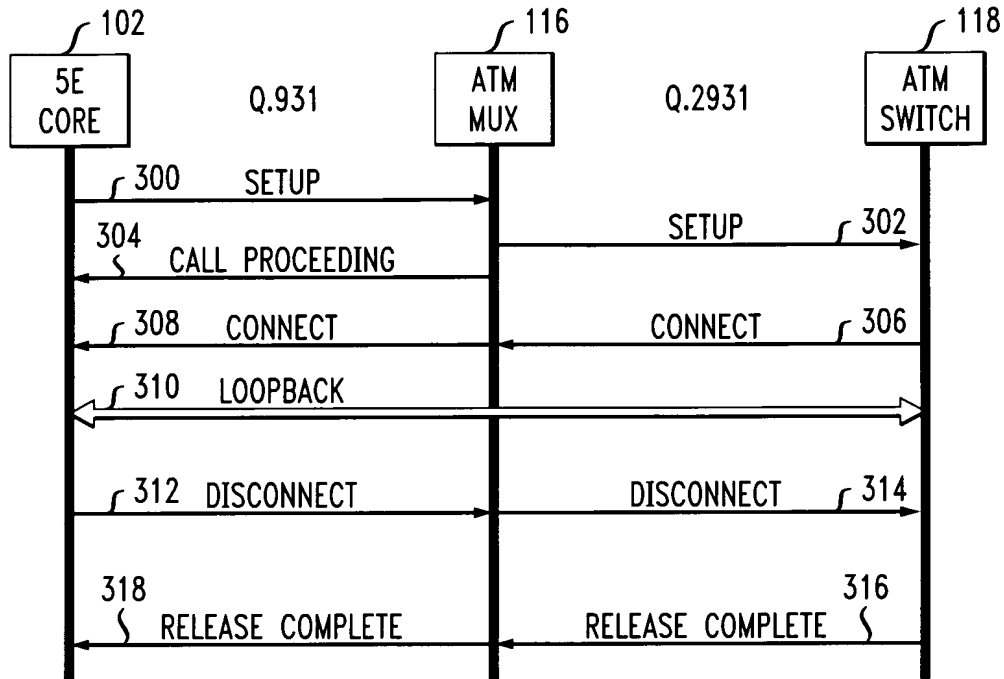 102
116
118
5E
CORE
Q.931
ATM
MUX
Q.2931
ATM
SWITCH
300
SETUP
SETUP
302
304
CALL PROCEEDING
308
CONNECT
CONNECT
306
310
LOOPBACK
312
DISCONNECT
DISCONNECT
314
318
RELEASE COMPLETE
RELEASE COMPLETE
316